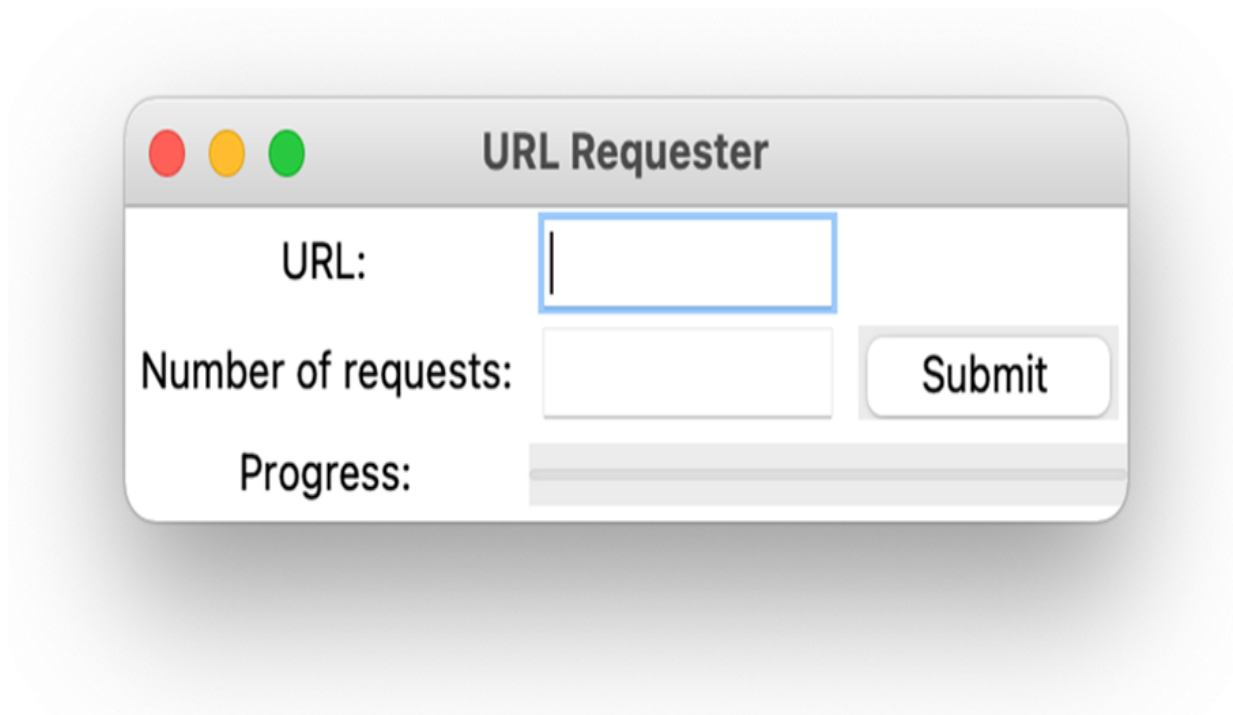 URL Requester
URL:
Number of requests:
Submit
Progress: